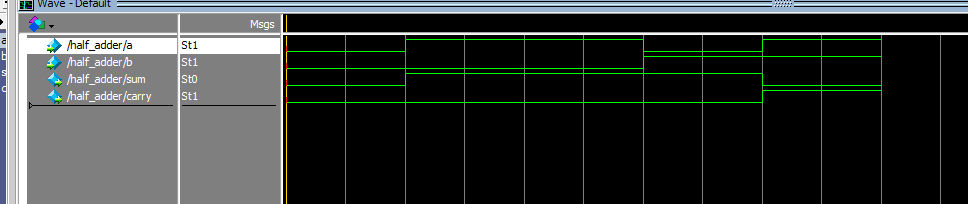 Wave - Default
Msgs
/half_adder/a St1
/half_adder/b St1
/half_adder/sum St0
/half_adder/carry St1